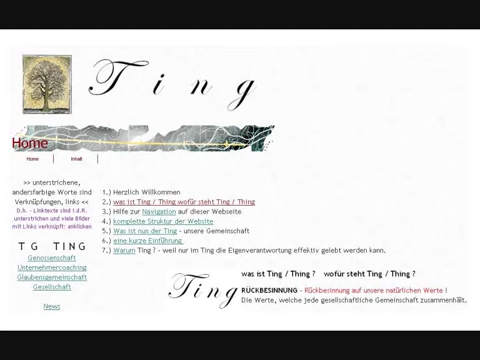 Ting
Home
Home | Inhalt |
>> unterstrichene,
andersfarbige Worte sind
Verknüpfungen, links <<
D.h. - Linktexte sind i.d.R.
unterstrichen und viele Bilder
mit Links verknüpft: anklicken
T G TING
Genossenschaft
Unternehmercoaching
Glaubensgemeinschaft
Gesellschaft
News
1.) Herzlich Willkommen
2.) was ist Ting / Thing wofür steht Ting / Thing
3.) Hilfe zur Navigation auf dieser Webseite
4.) komplette Struktur der Website
5.) Was ist nun der Ting - unsere Gemeinschaft
6.) eine kurze Einführung
7.) Warum Ting ? - weil nur im Ting die Eigenverantwortung effektiv gelebt werden kann.
Ting
was ist Ting / Thing ? wofür steht Ting / Thing ?
RÜCKBESINNUNG - Rückbesinnung auf unsere natürlichen Werte !
Die Werte, welche jede gesellschaftliche Gemeinschaft zusammenhält.